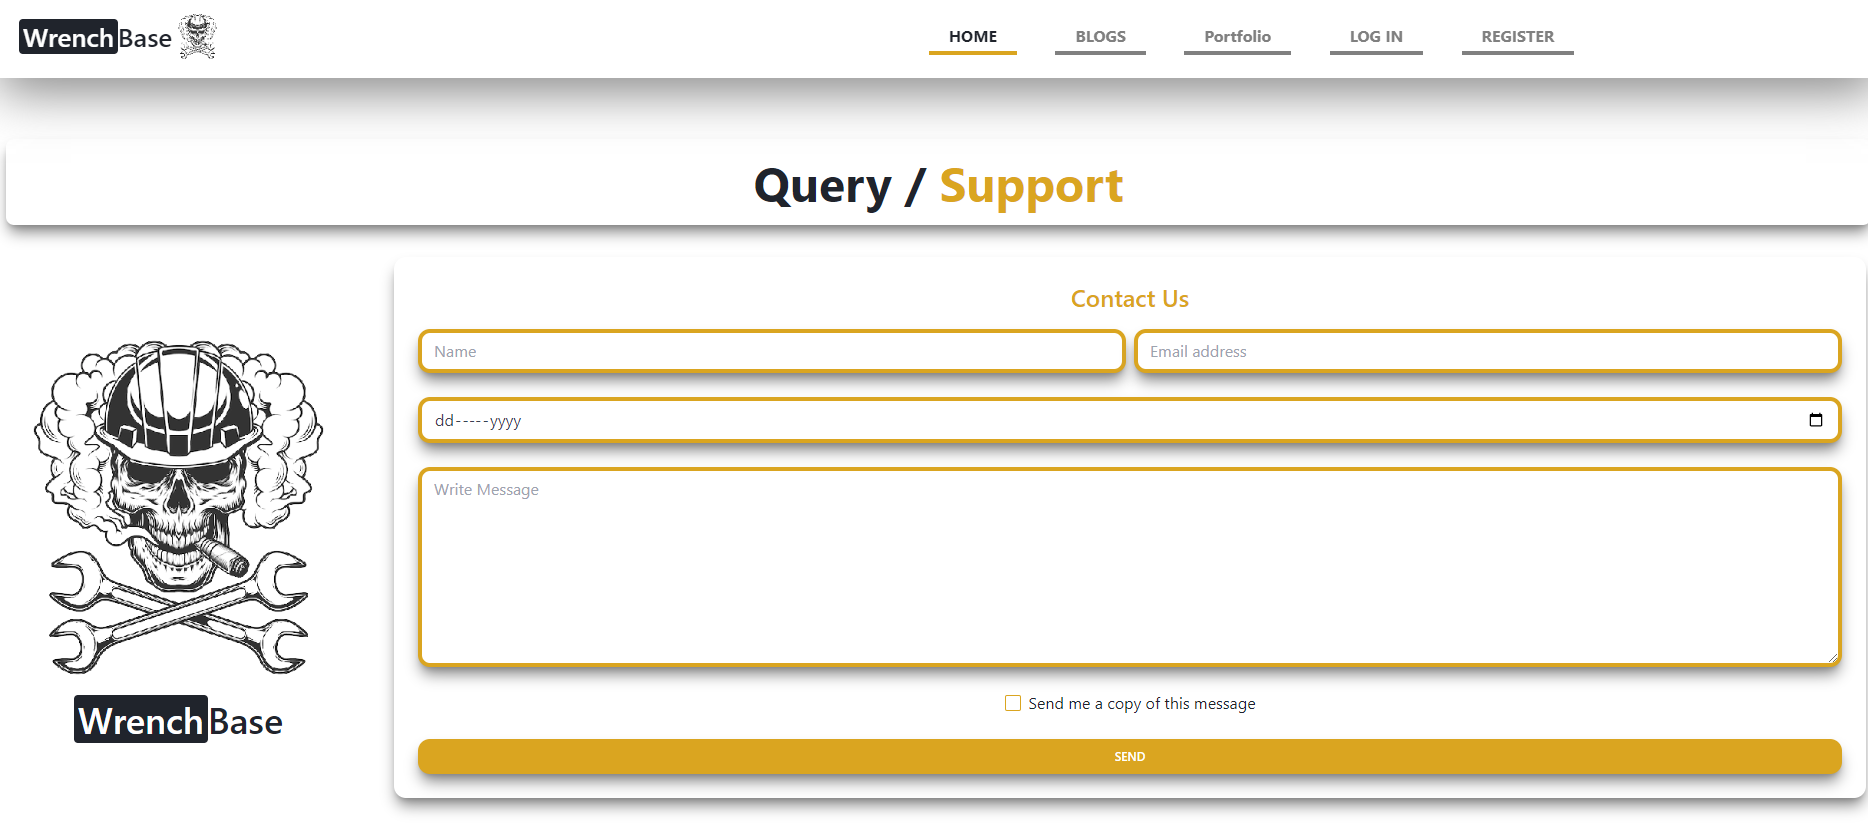 WrenchBase
HOME BLOGS Portfolio LOG IN REGISTER
Query / Support
Contact Us
Name Email address
dd-----yyyy
Write Message
Send me a copy of this message
SEND
WrenchBase